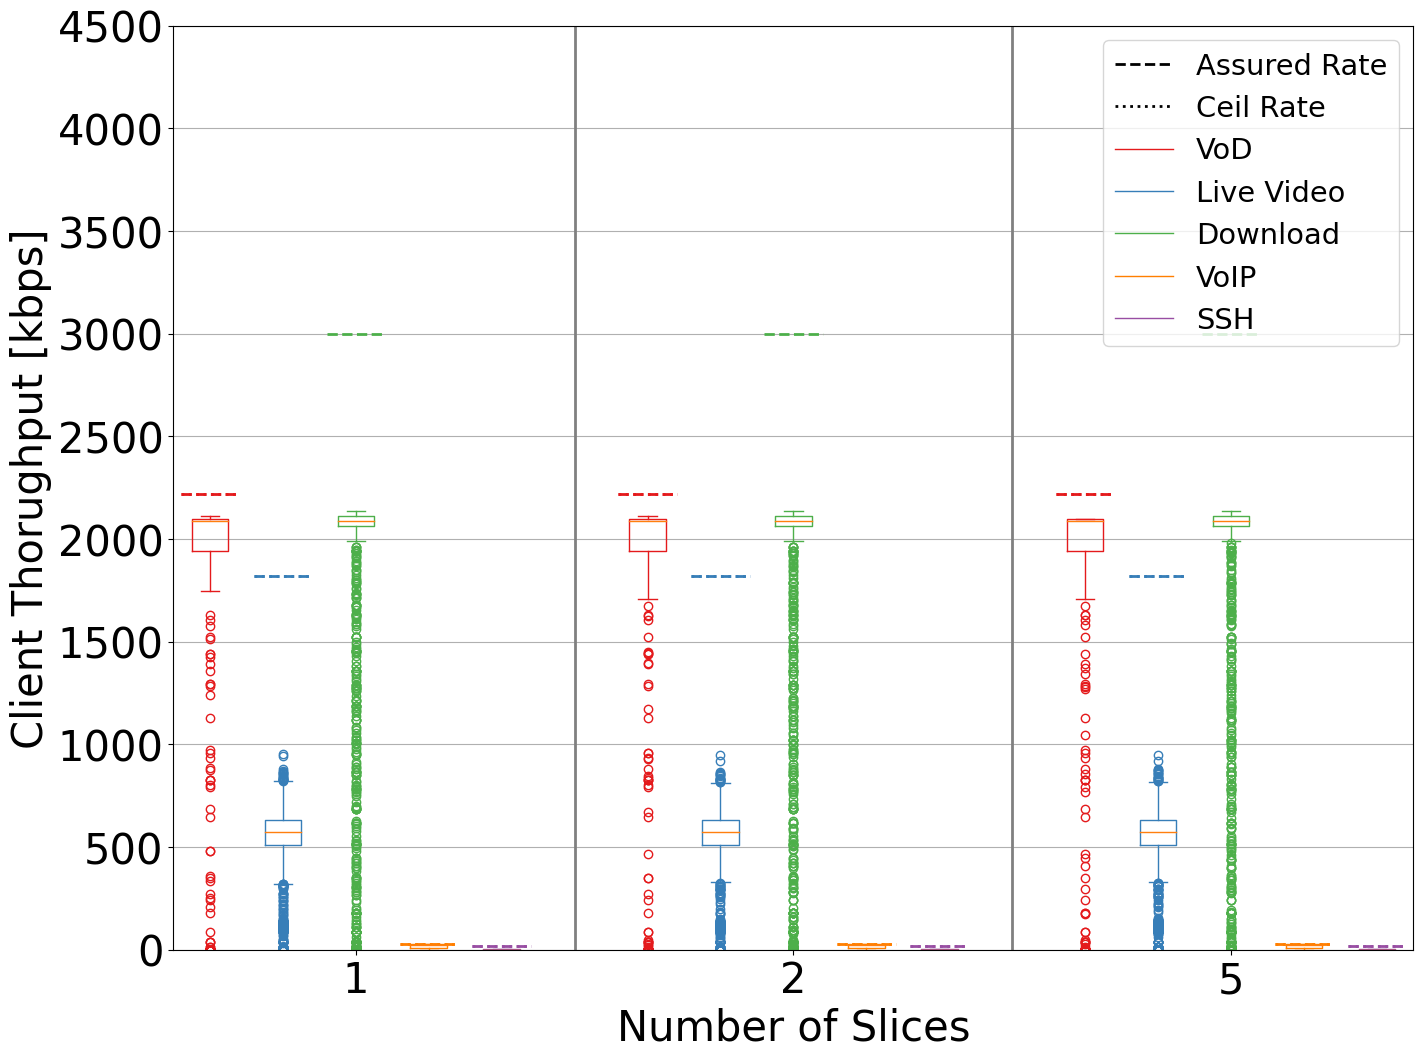 4500
4000
3500
3000
2500
2000
1500
1000
500
0
Client Thorughput [kbps]
Assured Rate
Ceil Rate
VoD
Live Video
Download
VoIP
SSH
1
2
5
Number of Slices